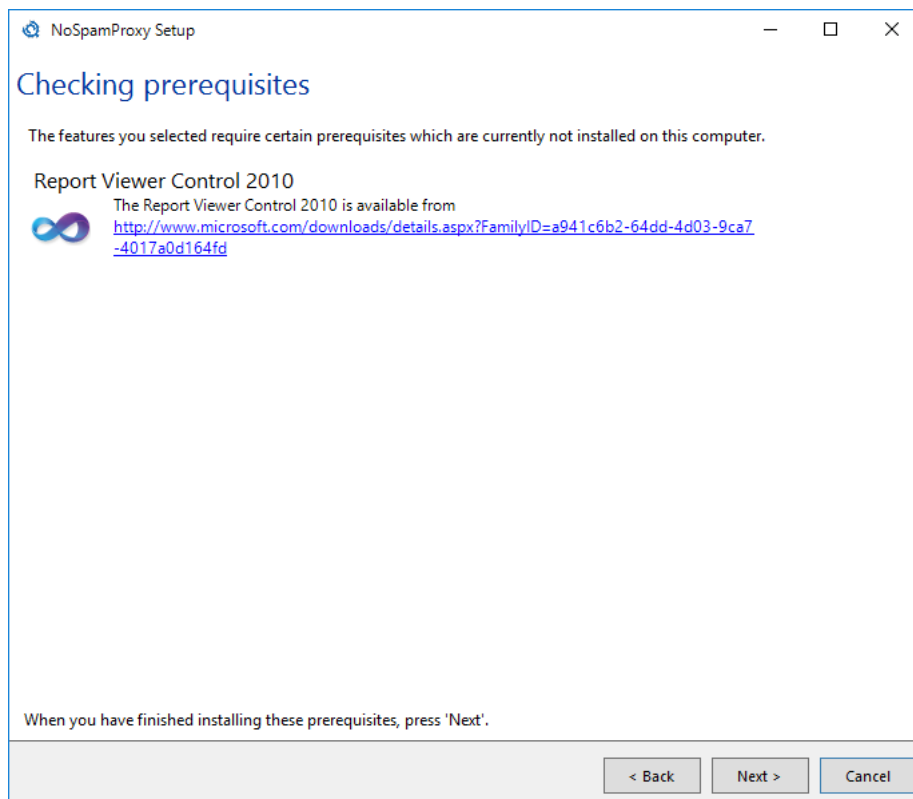 NoSpamProxy Setup
Checking prerequisites
The features you selected require certain prerequisites which are currently not installed on this computer.
Report Viewer Control 2010
The Report Viewer Control 2010 is available from
http://www.microsoft.com/downloads/details.aspx?FamilyID=a941c6b2-64dd-4d03-9ca7
-4017a0d164fd
When you have finished installing these prerequisites, press 'Next'.
< Back Next > Cancel